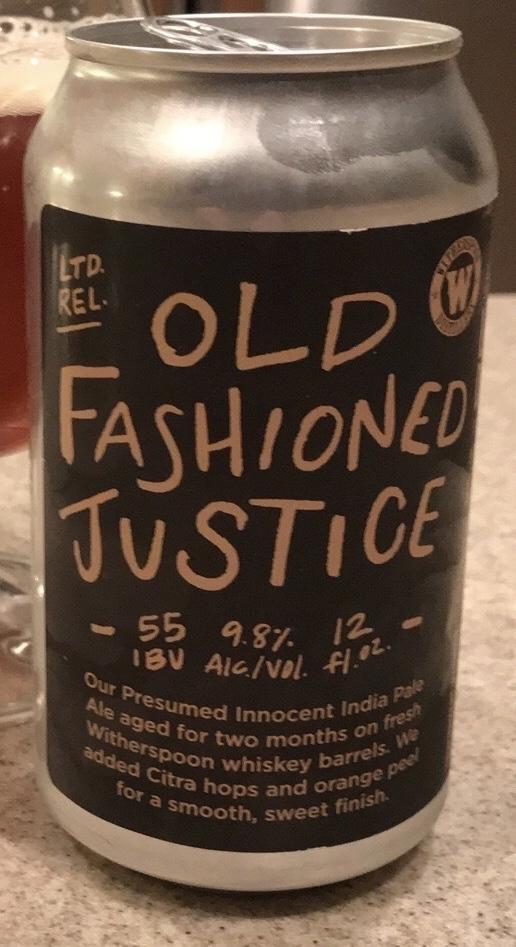 LTD.
REL.
W
OLD
FASHIONED
JUSTICE
- 55 9.8% 12 -
IBU Alc./Vol. fl.oz.
Our Presumed Innocent India Pale
Ale aged for two months on fresh
Witherspoon whiskey barrels. We
added Citra hops and orange peel
for a smooth, sweet finish.